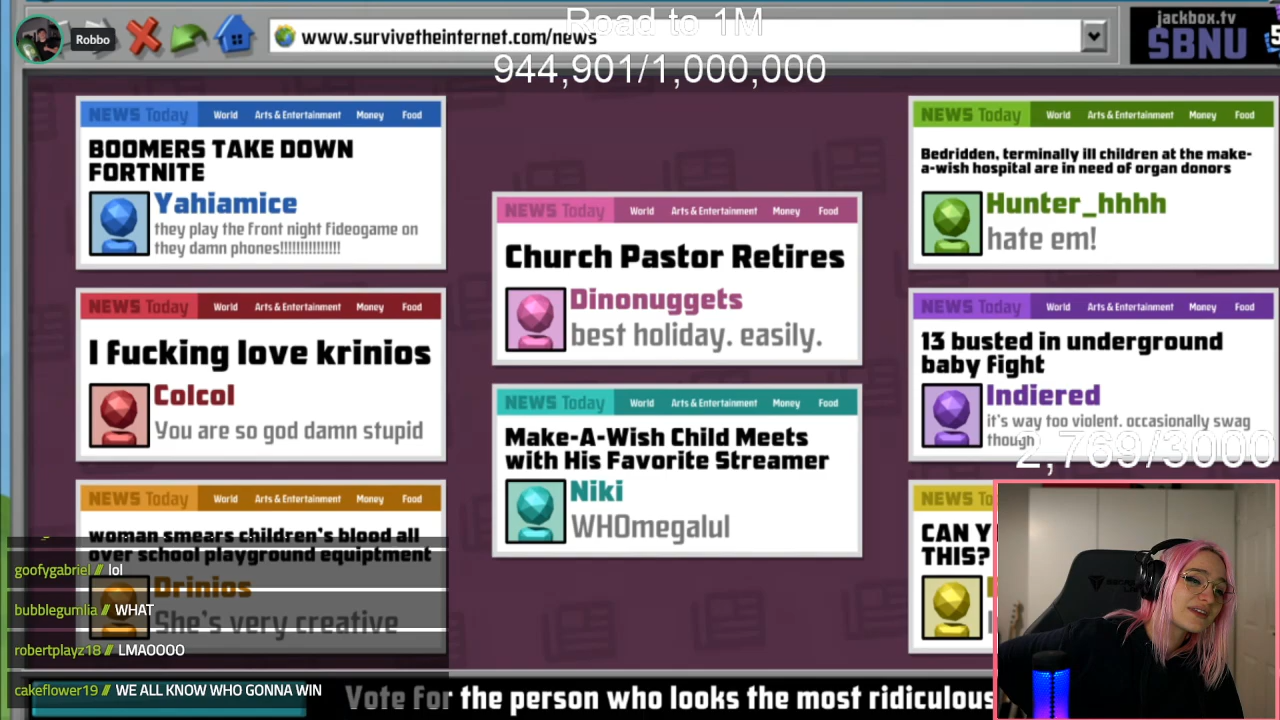 Robbo
www.survivetheinternet.com/news
Road to 1M
944,901/1,000,000
jackbox.tv
SBNU
NEWS Today World Arts & Entertainment Money Food
BOOMERS TAKE DOWN
FORTNITE
Yahiamice
they play the front night fideogame on
they damn phones!!!!!!!!!!!!!!!
NEWS Today World Arts & Entertainment Money Food
I fucking love krinios
Colcol
You are so god damn stupid
NEWS Today World Arts & Entertainment Money Food
woman smears children's blood all
over school playground equiptment
Drinios
She's very creative
NEWS Today World Arts & Entertainment Money Food
Church Pastor Retires
Dinonuggets
best holiday. easily.
NEWS Today World Arts & Entertainment Money Food
Make-A-Wish Child Meets
with His Favorite Streamer
Niki
WHOmegalul
NEWS Today World Arts & Entertainment Money Food
Bedridden, terminally ill children at the make-
a-wish hospital are in need of organ donors
Hunter_hhhh
hate em!
NEWS Today World Arts & Entertainment Money Food
13 busted in underground
baby fight
Indiered
it's way too violent. occasionally swag
though
2,769/3000
NEWS To
CAN Y
THIS?
goofygabriel // lol
bubblegumlia // WHAT
robertplayz18 // LMAOOOO
cakeflower19 // WE ALL KNOW WHO GONNA WIN
Vote for the person who looks the most ridiculous